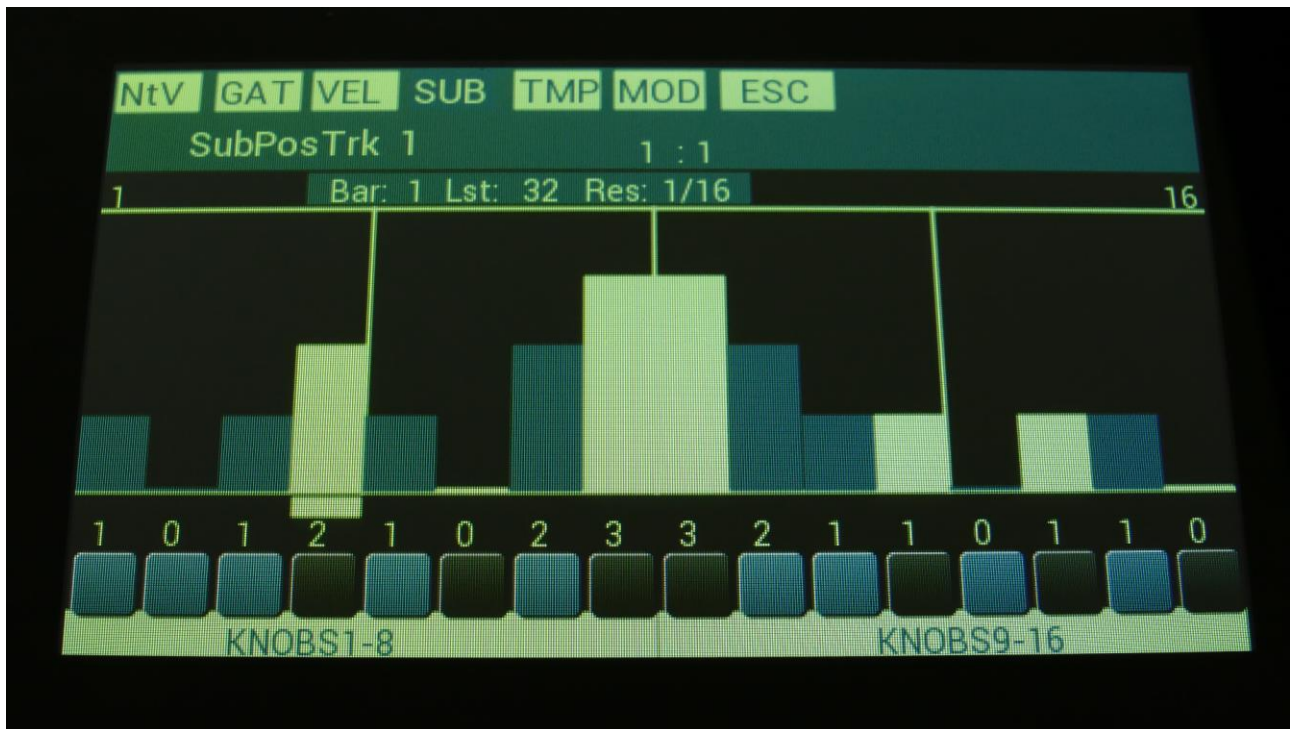 NtV GAT VEL SUB TMP MOD ESC
SubPosTrk 1 1 : 1
1 Bar: 1 Lst: 32 Res: 1/16 16
1 0 1 2 1 0 2 3 3 2 1 1 0 1 1 0
KNOBS1-8 KNOBS9-16